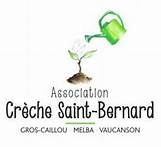 Association
Crèche Saint-Bernard
GROS-CAILLOU MELBA VAUCANSON